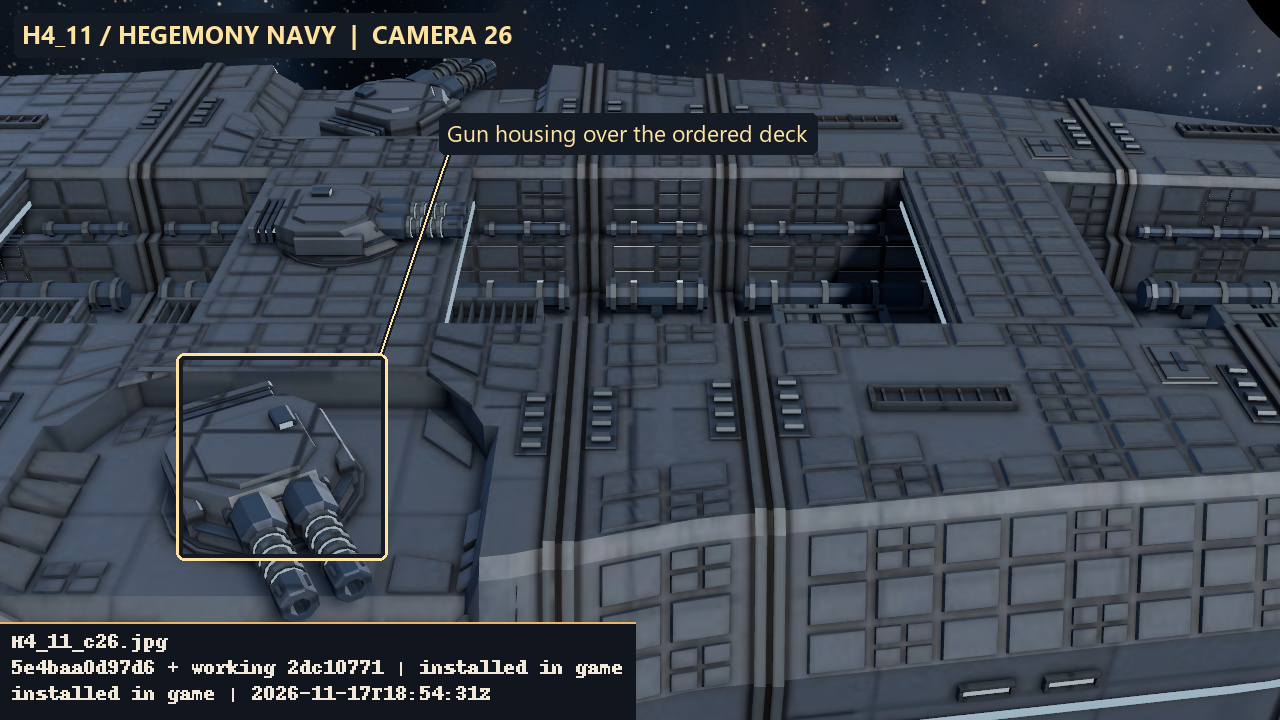 H4_11 / HEGEMONY NAVY | CAMERA 26
Gun housing over the ordered deck
H4_11_c26.jpg
5e4baa0d97d6 + working 2dc10771 | installed in game
installed in game | 2026-11-17T18:54:31Z